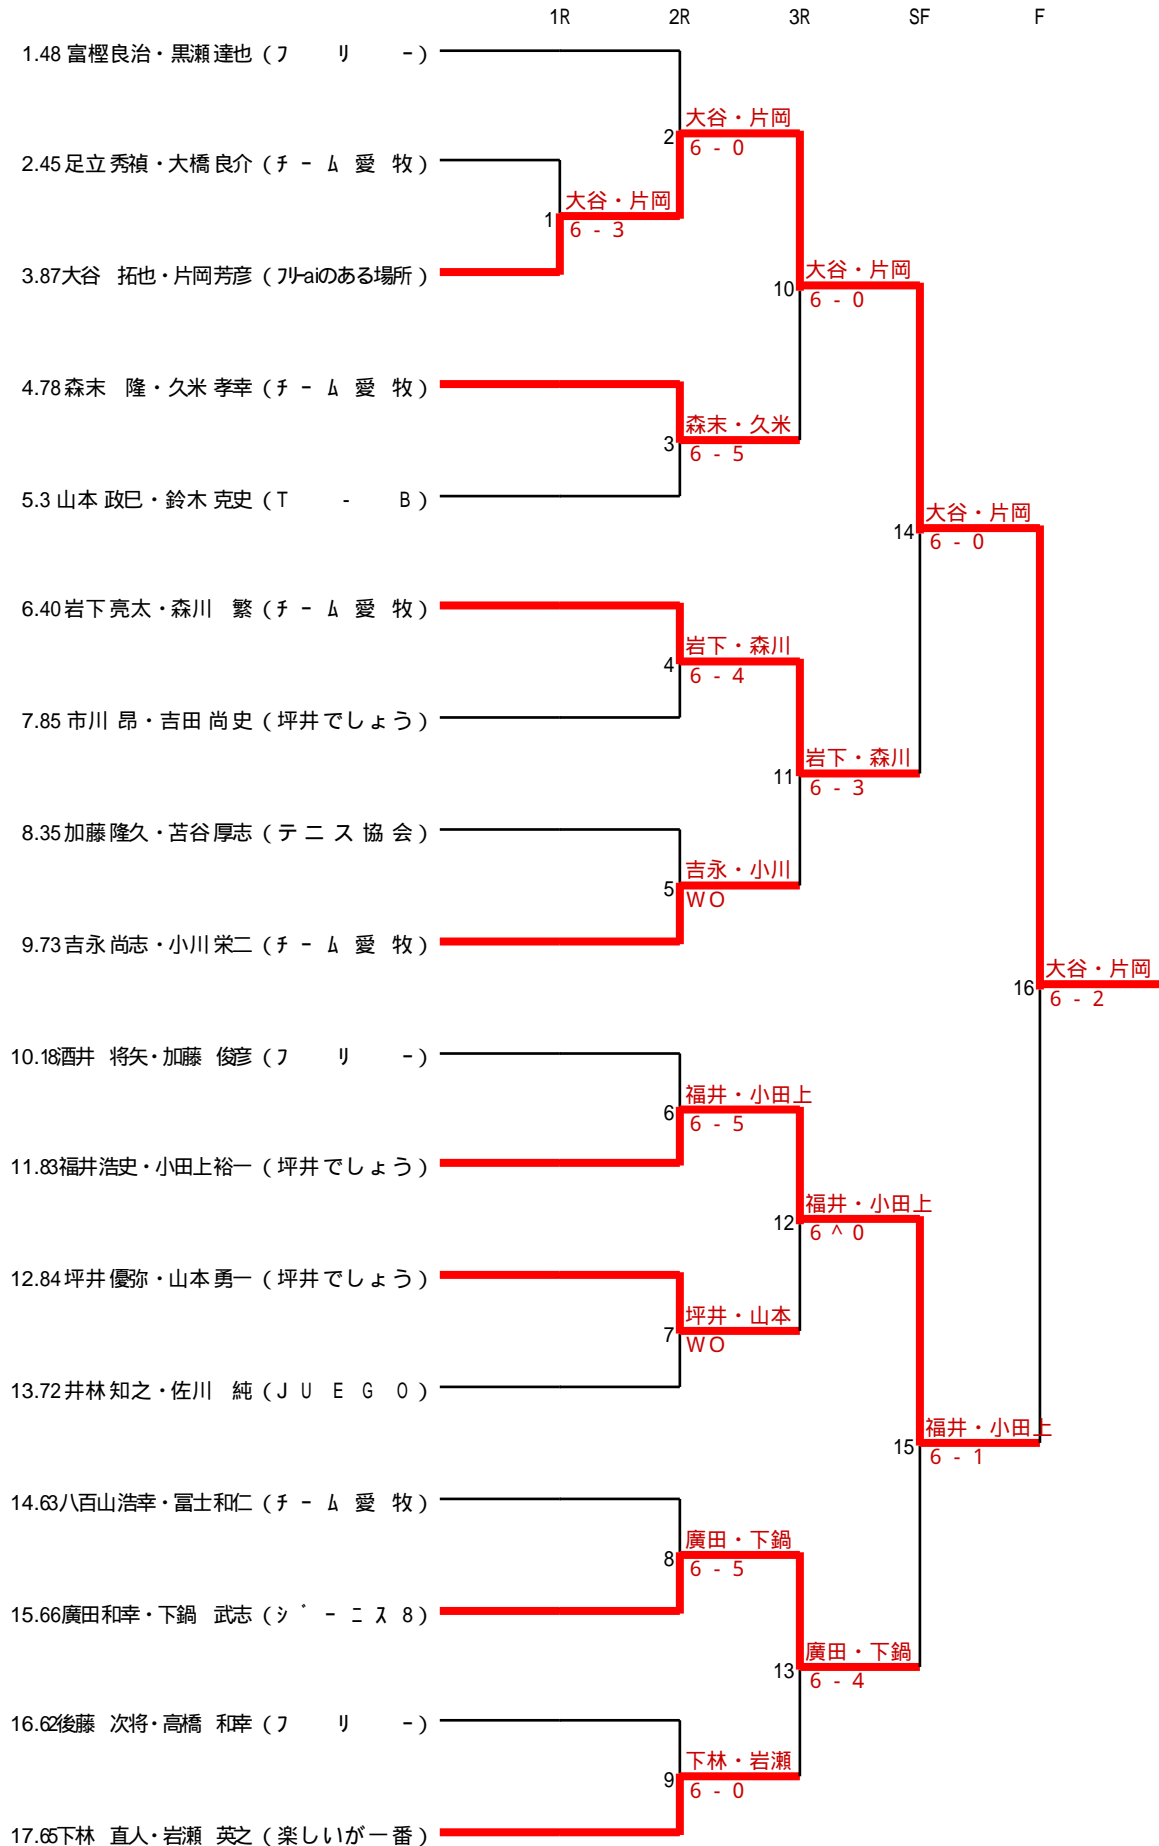 1R 2R 3R SF F
1.48 富樫良治・黒瀬達也 (フ リ ー)
大谷・片岡
2
6 - 0
2.45 足立秀禎・大橋良介 (チ ー ム 愛 牧)
大谷・片岡
1
6 - 3
3.87 大谷 拓也・片岡芳彦 (フリーaiのある場所)
大谷・片岡
10
6 - 0
4.78 森末 隆・久米 孝幸 (チ ー ム 愛 牧)
森末・久米
3
6 - 5
5.3 山本 政巳・鈴木 克史 (T - B)
大谷・片岡
14
6 - 0
6.40 岩下 亮太・森川 繁 (チ ー ム 愛 牧)
岩下・森川
4
6 - 4
7.85 市川 昂・吉田 尚史 (坪井でしょう)
岩下・森川
11
6 - 3
8.35 加藤隆久・苫谷厚志 (テニス協会)
吉永・小川
5
WO
9.73 吉永尚志・小川栄二 (チ ー ム 愛 牧)
大谷・片岡
16
6 - 2
10.18 酒井 将矢・加藤 俊彦 (フ リ ー)
福井・小田上
6
6 - 5
11.83 福井浩史・小田上裕一 (坪井でしょう)
福井・小田上
12
6 ^ 0
12.84 坪井優弥・山本勇一 (坪井でしょう)
坪井・山本
7
WO
13.72 井林知之・佐川 純 (J U E G O)
福井・小田上
15
6 - 1
14.63 八百山浩幸・冨士和仁 (チ ー ム 愛 牧)
廣田・下鍋
8
6 - 5
15.66 廣田和幸・下鍋 武志 (ジ ー ニ ス 8)
廣田・下鍋
13
6 - 4
16.62 後藤 次将・高橋 和幸 (フ リ ー)
下林・岩瀬
9
6 - 0
17.65 下林 直人・岩瀬 英之 (楽しいが一番)